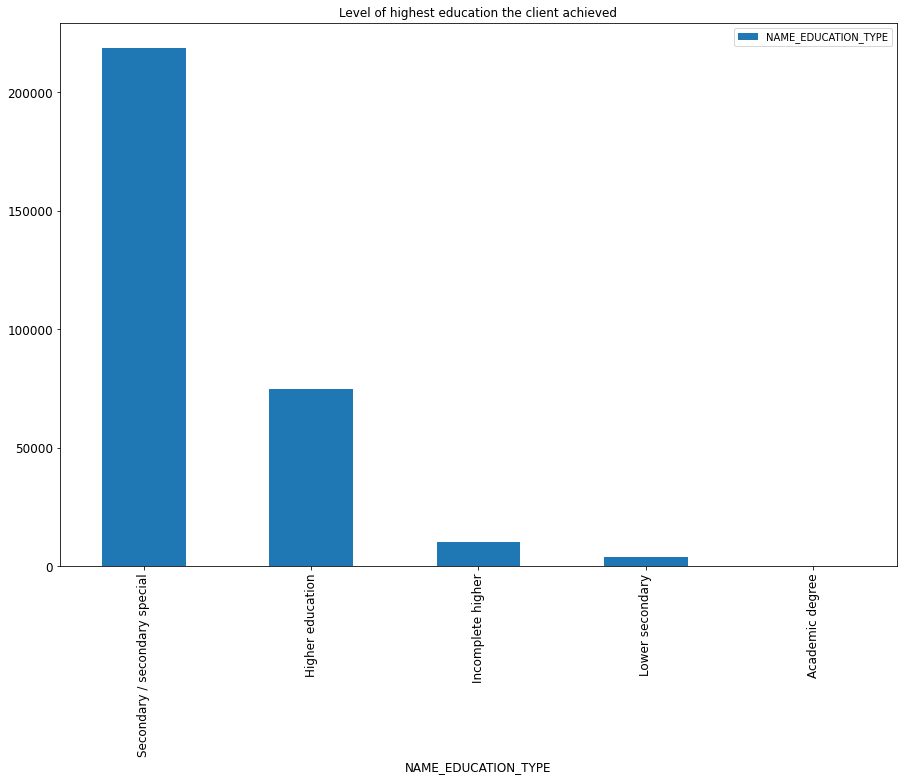 Level of highest education the client achieved
NAME_EDUCATION_TYPE
200000
150000
100000
50000
0
Secondary / secondary special
Higher education
Incomplete higher
Lower secondary
Academic degree
NAME_EDUCATION_TYPE